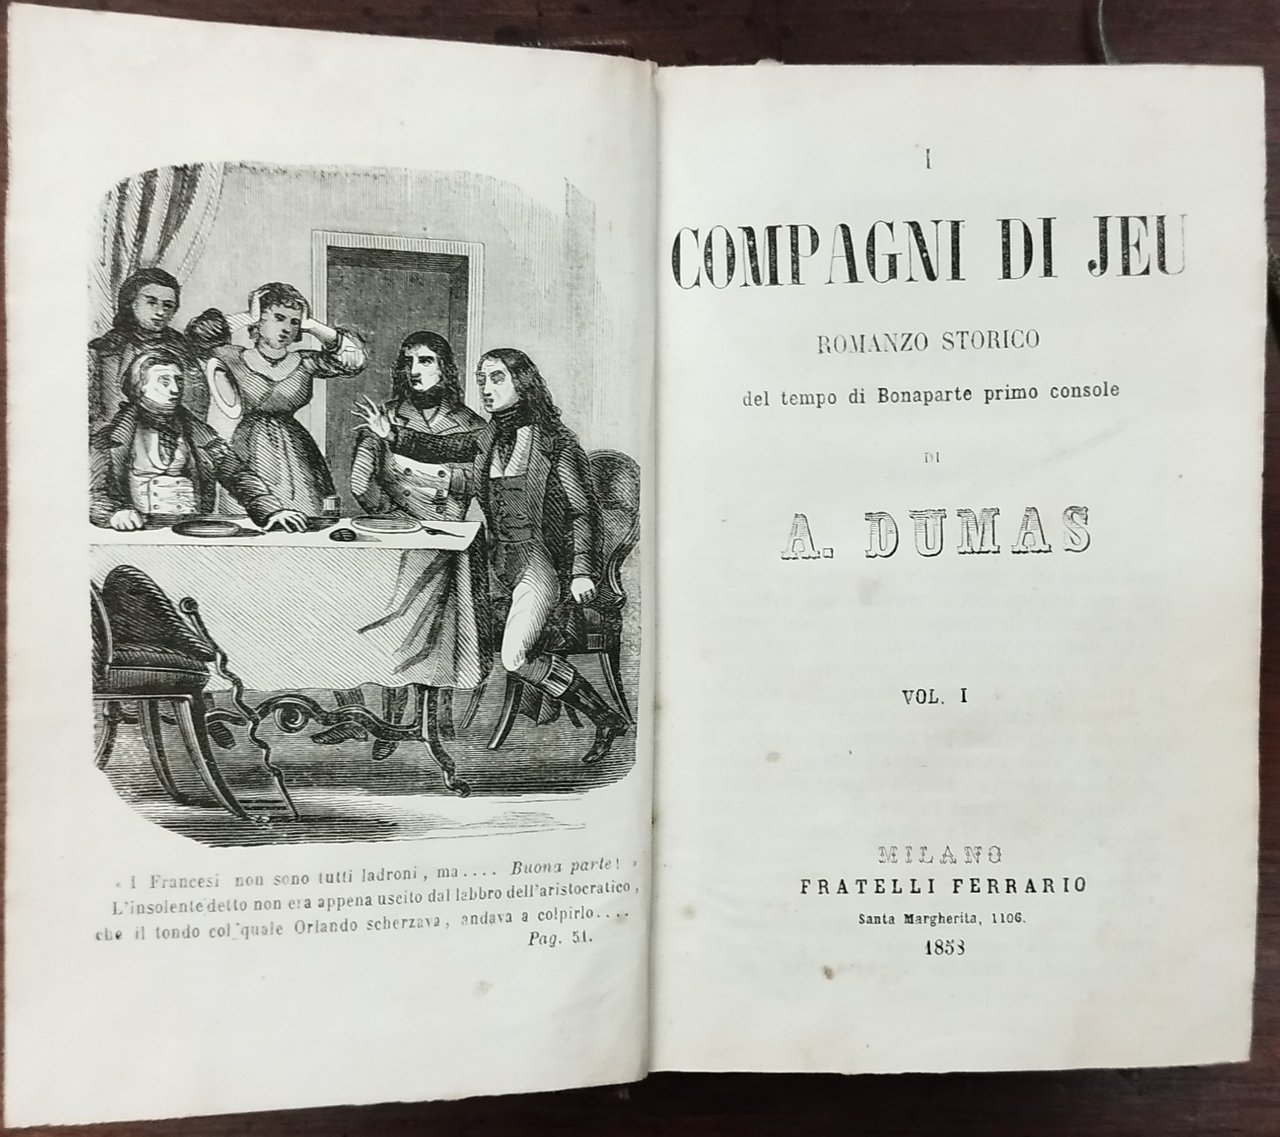 « I Francesi non sono tutti ladroni, ma.... Buona parte! »
L'insolente detto non era appena uscito dal labbro dell'aristocratico,
che il tondo col quale Orlando scherzava, andava a colpirlo....
Pag. 51.
I
COMPAGNI DI JEU
ROMANZO STORICO
del tempo di Bonaparte primo console
DI
A. DUMAS
VOL. I
MILANO
FRATELLI FERRARIO
Santa Margherita, 1106.
1858